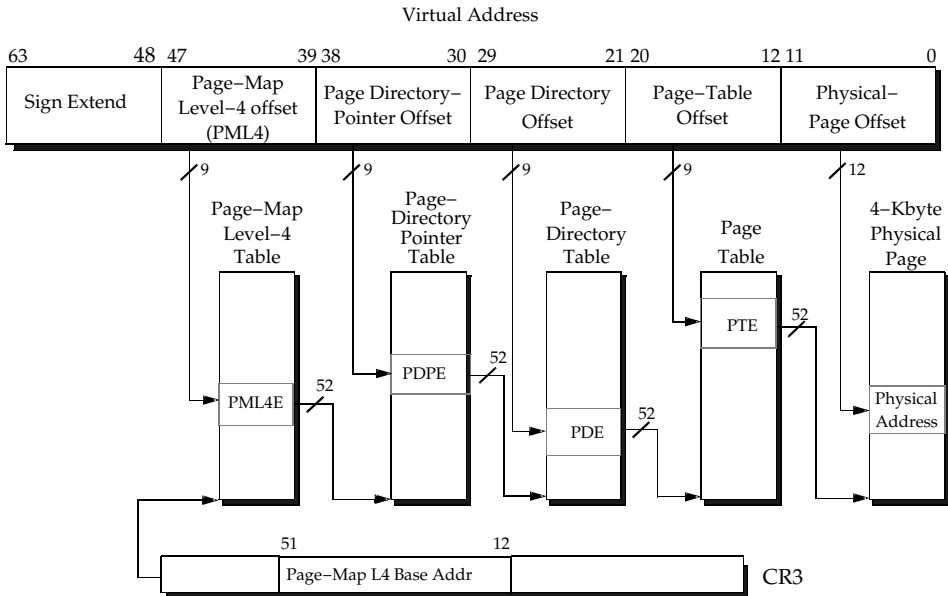 Virtual Address
63 48 47 39 38 30 29 21 20 12 11 0
Sign Extend
Page–Map
Level–4 offset
(PML4)
Page Directory–
Pointer Offset
Page Directory
Offset
Page–Table
Offset
Physical–
Page Offset
9 9 9 9 12
Page–Map
Level–4
Table
Page–
Directory
Pointer
Table
Page–
Directory
Table
Page
Table
4–Kbyte
Physical
Page
PML4E
52
PDPE
52
PDE
52
PTE
52
Physical
Address
51 12
Page–Map L4 Base Addr
CR3